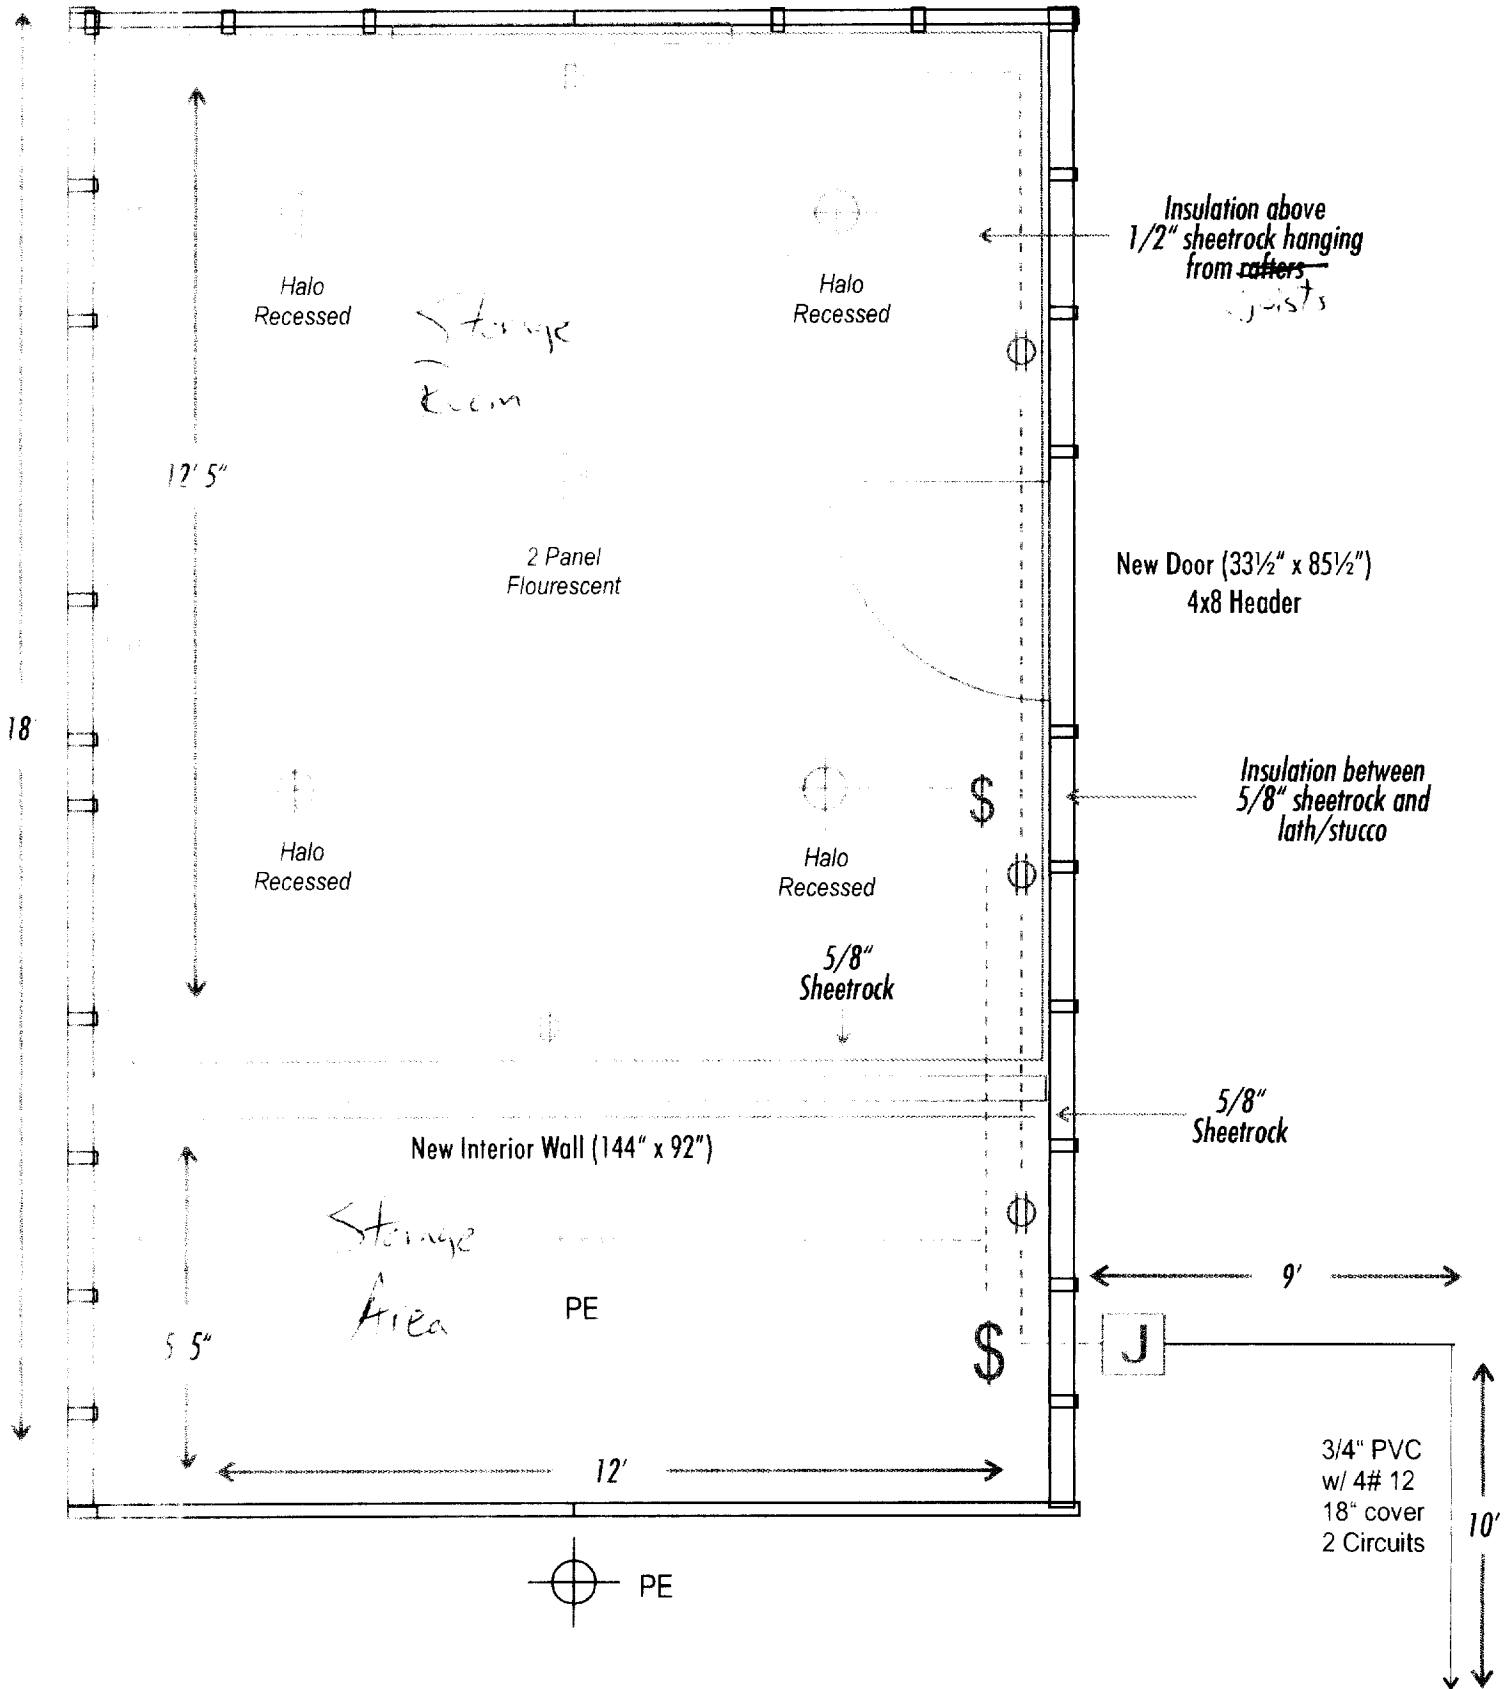 Insulation above
1/2" sheetrock hanging
from rafters
joists
Halo
Recessed
Halo
Recessed
Storage
Room
12' 5"
2 Panel
Flourescent
New Door (33½" x 85½")
4x8 Header
18'
$
Insulation between
5/8" sheetrock and
lath/stucco
Halo
Recessed
Halo
Recessed
5/8"
Sheetrock
5/8"
Sheetrock
New Interior Wall (144" x 92")
Storage
Area
PE
9'
5' 5"
$
J
12'
3/4" PVC
w/ 4# 12
18" cover
2 Circuits
10'
PE